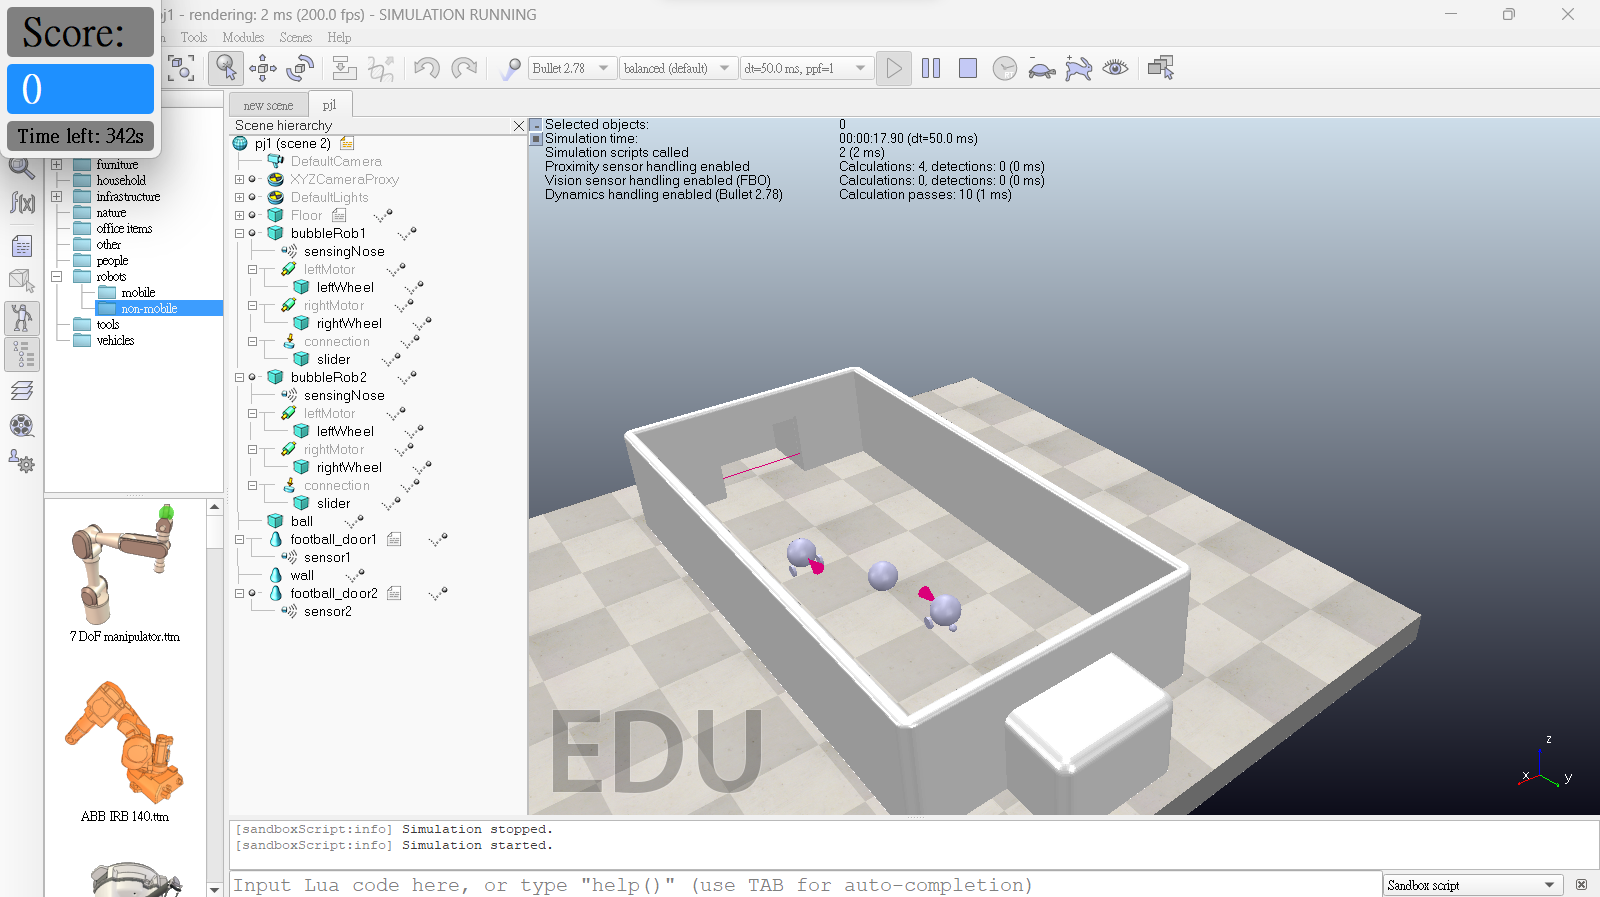 pj1 - rendering: 2 ms (200.0 fps) - SIMULATION RUNNING
Score:
0
Time left: 342s
Tools Modules Scenes Help
Bullet 2.78
balanced (default)
dt=50.0 ms, ppf=1
new scene
pj1
Scene hierarchy
pj1 (scene 2)
DefaultCamera
XYZCameraProxy
DefaultLights
Floor
bubbleRob1
sensingNose
leftMotor
leftWheel
rightMotor
rightWheel
connection
slider
bubbleRob2
sensingNose
leftMotor
leftWheel
rightMotor
rightWheel
connection
slider
ball
football_door1
sensor1
wall
football_door2
sensor2
furniture
household
infrastructure
nature
office items
other
people
robots
mobile
non-mobile
tools
vehicles
7 DoF manipulator.ttm
ABB IRB 140.ttm
Selected objects: 0
Simulation time: 00:00:17.90 (dt=50.0 ms)
Simulation scripts called 2 (2 ms)
Proximity sensor handling enabled Calculations: 4, detections: 0 (0 ms)
Vision sensor handling enabled (FBO) Calculations: 0, detections: 0 (0 ms)
Dynamics handling enabled (Bullet 2.78) Calculation passes: 10 (1 ms)
EDU
z
x
y
[sandboxScript:info] Simulation stopped.
[sandboxScript:info] Simulation started.
Input Lua code here, or type "help()" (use TAB for auto-completion)
Sandbox script